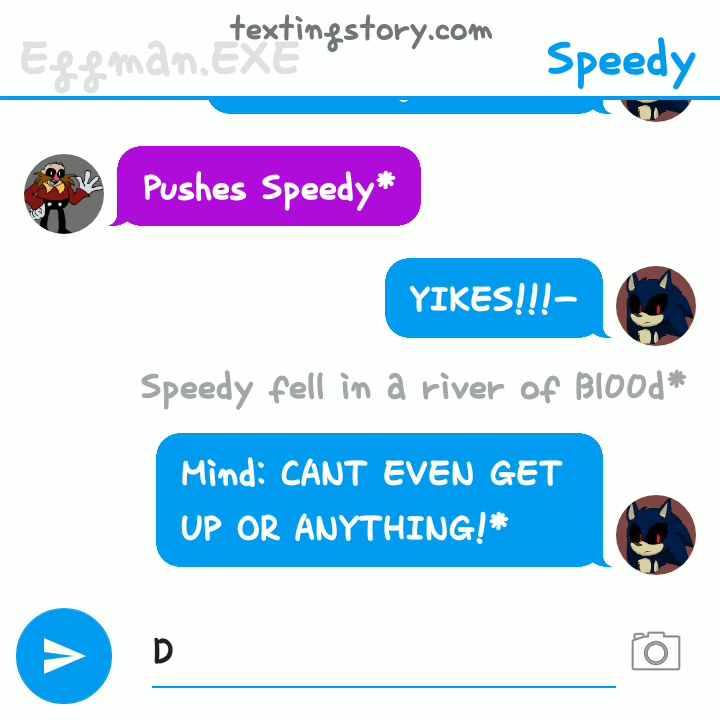 textingstory.com
Eggman.EXE
Speedy
Pushes Speedy*
YIKES!!!-
Speedy fell in a river of Bl00d*
Mind: CANT EVEN GET
UP OR ANYTHING!*
D